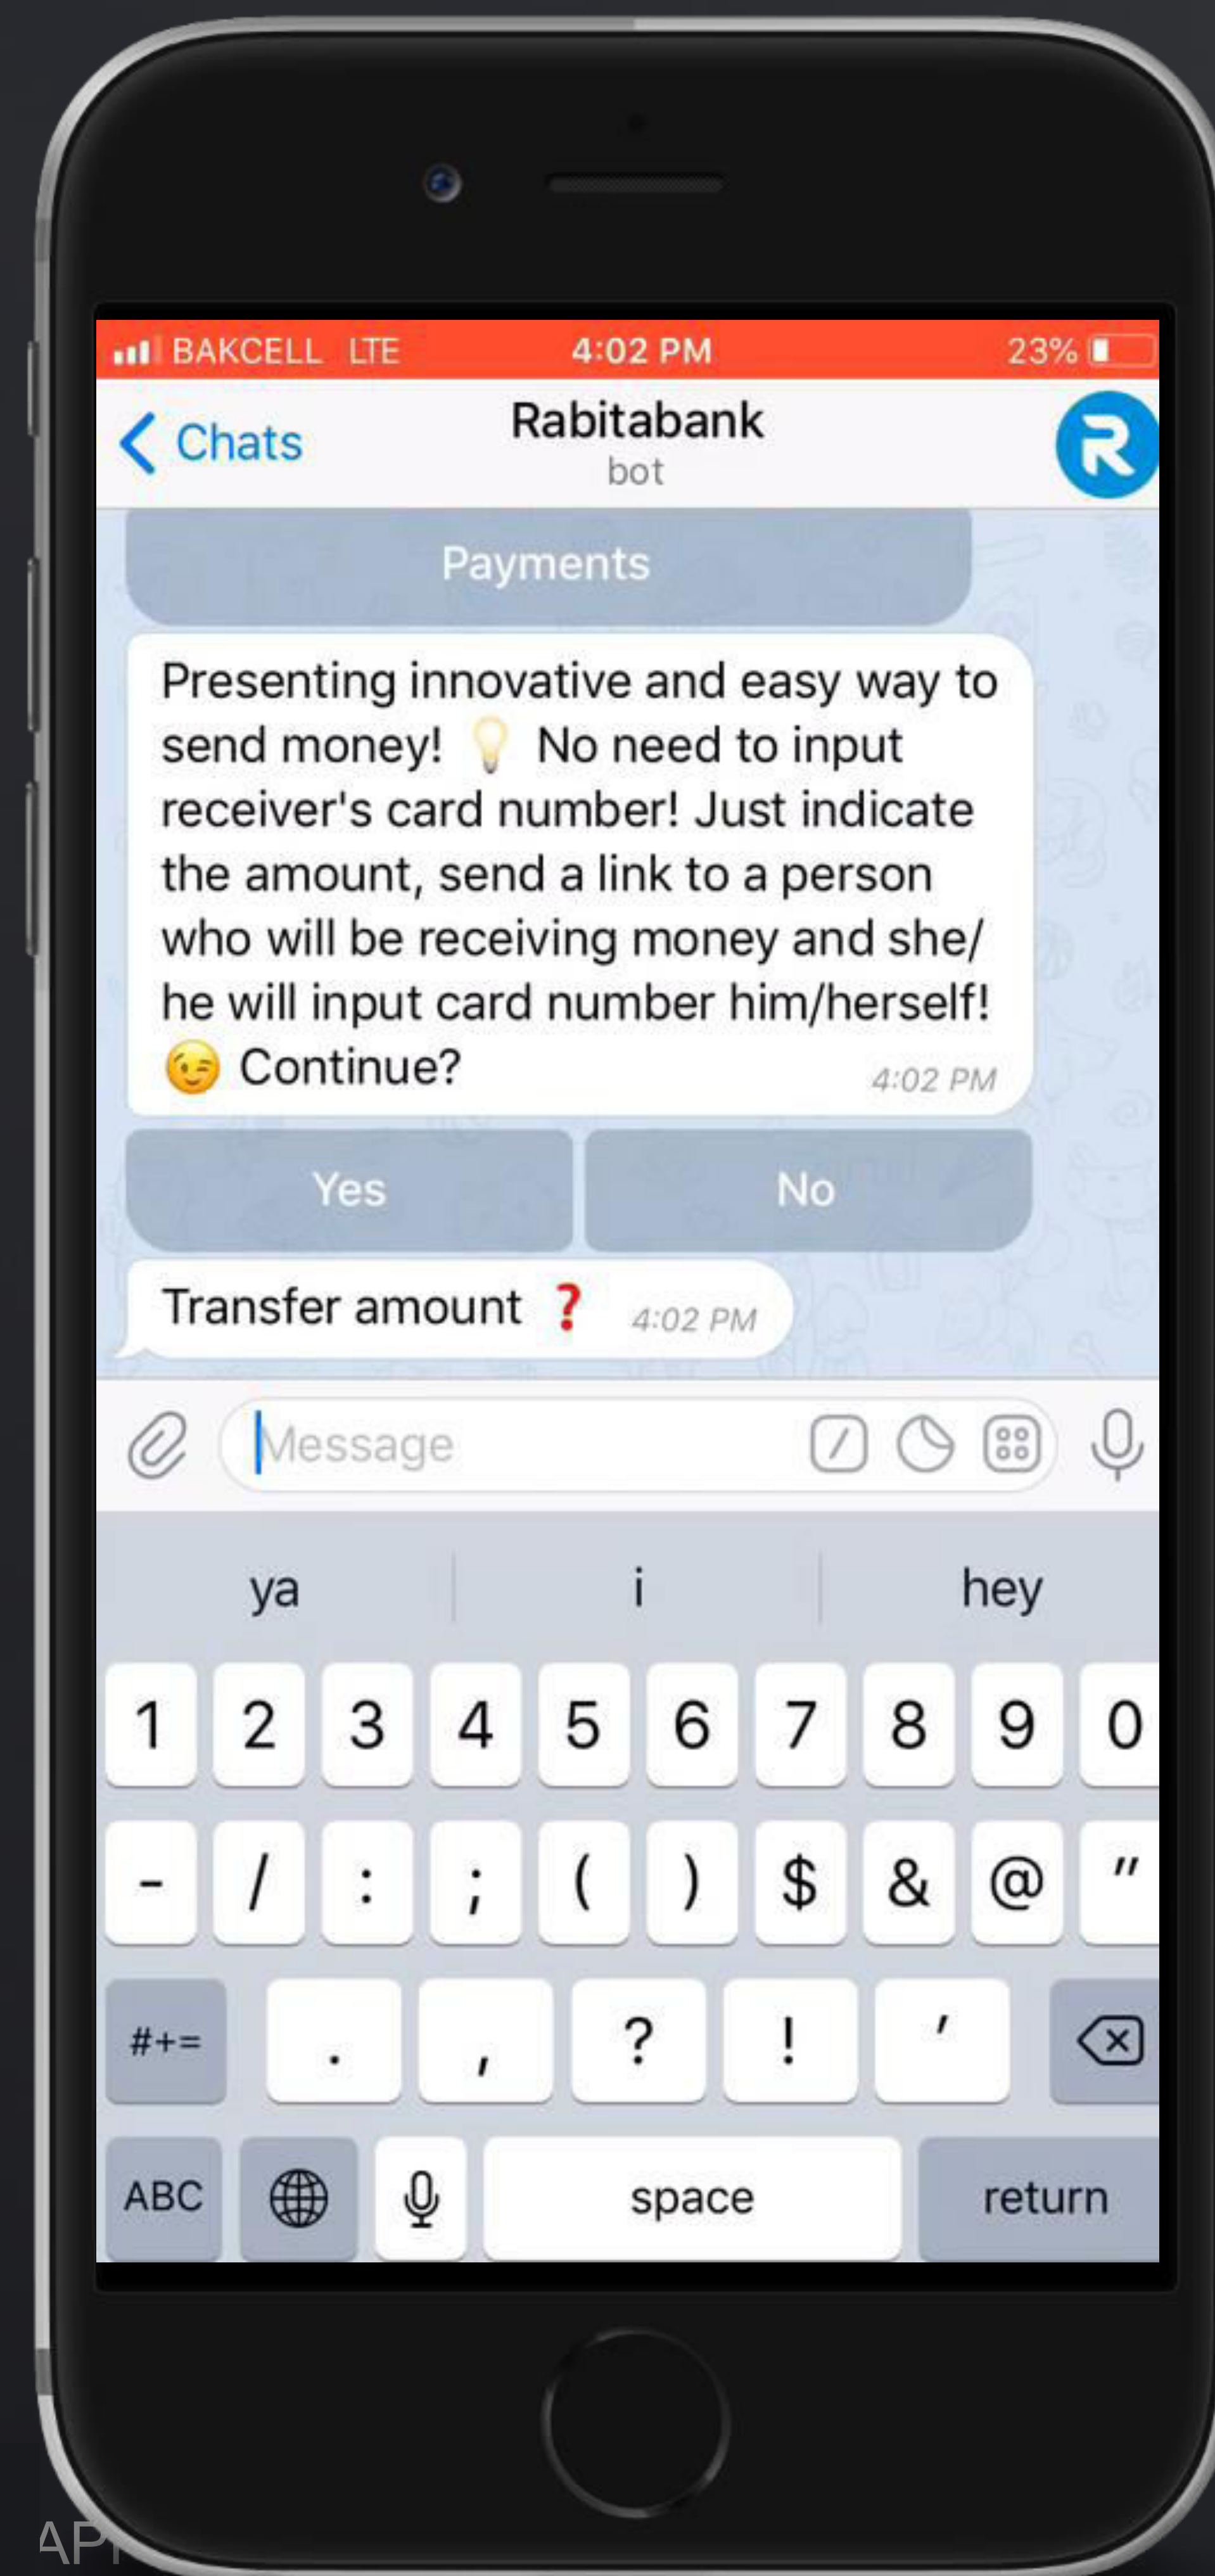 BAKCELL LTE 4:02 PM 23%
Chats
Rabitabank
bot
R
Payments
Presenting innovative and easy way to
send money! 💡 No need to input
receiver's card number! Just indicate
the amount, send a link to a person
who will be receiving money and she/
he will input card number him/herself!
😉 Continue? 4:02 PM
Yes No
Transfer amount ❓ 4:02 PM
Message
ya i hey
1 2 3 4 5 6 7 8 9 0
- / : ; ( ) $ & @ "
#+= . , ? ! '
ABC space return